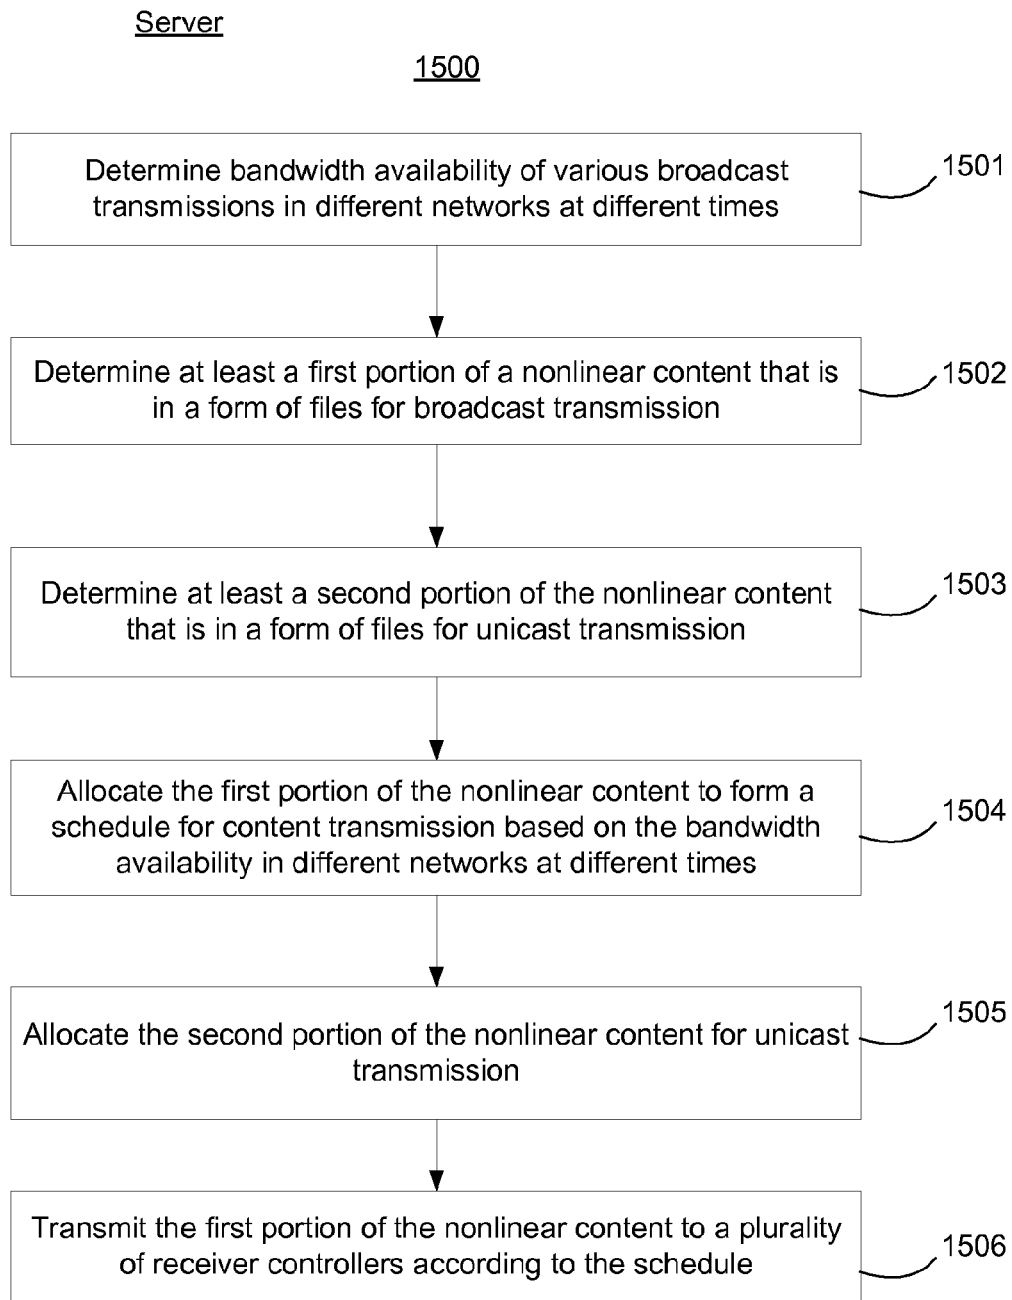 Server
1500
Determine bandwidth availability of various broadcast
transmissions in different networks at different times
1501
Determine at least a first portion of a nonlinear content that is
in a form of files for broadcast transmission
1502
Determine at least a second portion of the nonlinear content
that is in a form of files for unicast transmission
1503
Allocate the first portion of the nonlinear content to form a
schedule for content transmission based on the bandwidth
availability in different networks at different times
1504
Allocate the second portion of the nonlinear content for unicast
transmission
1505
Transmit the first portion of the nonlinear content to a plurality
of receiver controllers according to the schedule
1506